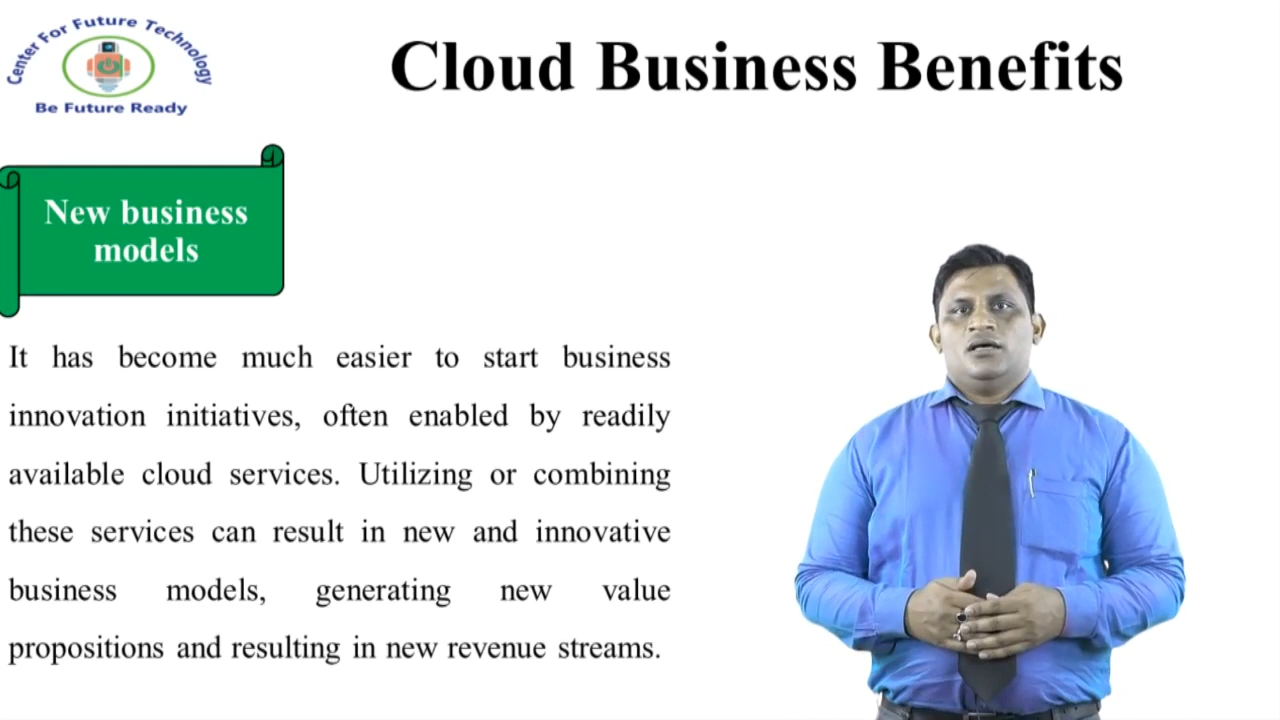 Center For Future Technology
Be Future Ready
Cloud Business Benefits
New business
models
It has become much easier to start business
innovation initiatives, often enabled by readily
available cloud services. Utilizing or combining
these services can result in new and innovative
business models, generating new value
propositions and resulting in new revenue streams.